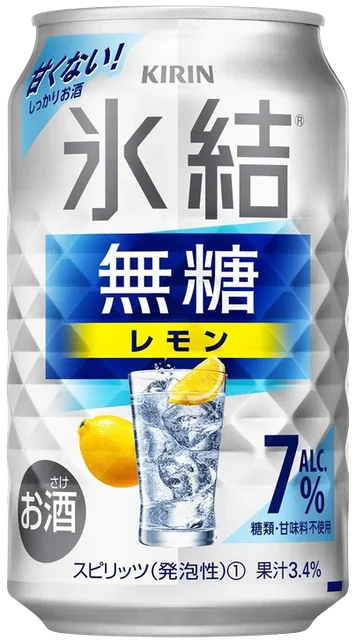 甘くない!
しっかりお酒
KIRIN
氷結®
無糖
レモン
7% ALC.
糖類・甘味料不使用
さけ
お酒
スピリッツ(発泡性)① 果汁3.4%